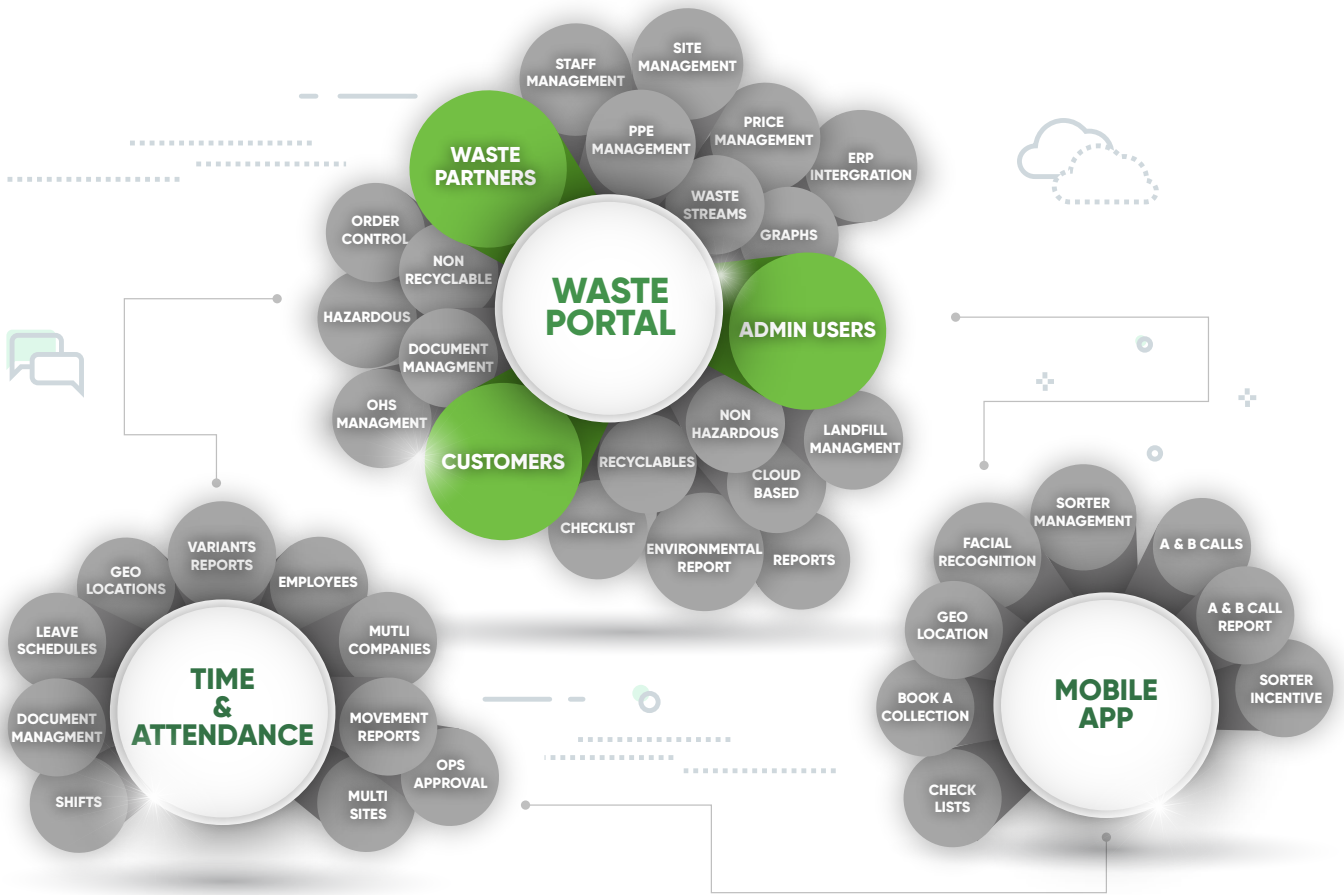 STAFF
MANAGEMENT
SITE
MANAGEMENT
PPE
MANAGEMENT
PRICE
MANAGEMENT
ERP
INTERGRATION
WASTE
PARTNERS
WASTE
STREAMS
GRAPHS
ORDER
CONTROL
NON
RECYCLABLE
HAZARDOUS
DOCUMENT
MANAGMENT
OHS
MANAGMENT
WASTE
PORTAL
ADMIN USERS
CUSTOMERS
RECYCLABLES
NON
HAZARDOUS
LANDFILL
MANAGMENT
CLOUD
BASED
CHECKLIST
ENVIRONMENTAL
REPORT
REPORTS
VARIANTS
REPORTS
GEO
LOCATIONS
EMPLOYEES
LEAVE
SCHEDULES
MUTLI
COMPANIES
DOCUMENT
MANAGMENT
MOVEMENT
REPORTS
SHIFTS
MULTI
SITES
OPS
APPROVAL
TIME
&
ATTENDANCE
SORTER
MANAGEMENT
FACIAL
RECOGNITION
A & B CALLS
GEO
LOCATION
A & B CALL
REPORT
BOOK A
COLLECTION
SORTER
INCENTIVE
CHECK
LISTS
MOBILE
APP